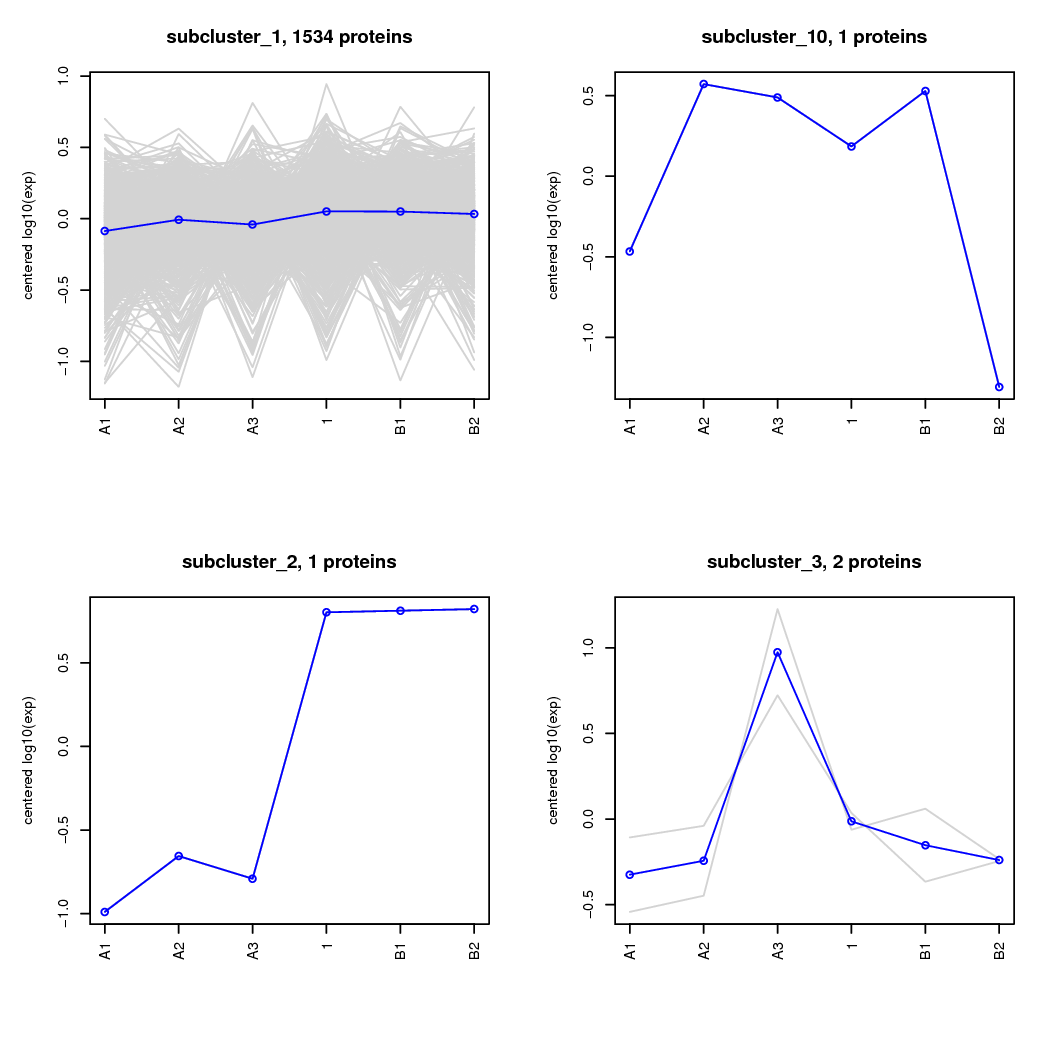 subcluster_1, 1534 proteins
centered log10(exp)
1.0
0.5
0.0
−0.5
−1.0
A1 A2 A3 1 B1 B2
subcluster_10, 1 proteins
centered log10(exp)
0.5
0.0
−0.5
−1.0
A1 A2 A3 1 B1 B2
subcluster_2, 1 proteins
centered log10(exp)
0.5
0.0
−0.5
−1.0
A1 A2 A3 1 B1 B2
subcluster_3, 2 proteins
centered log10(exp)
1.0
0.5
0.0
−0.5
A1 A2 A3 1 B1 B2